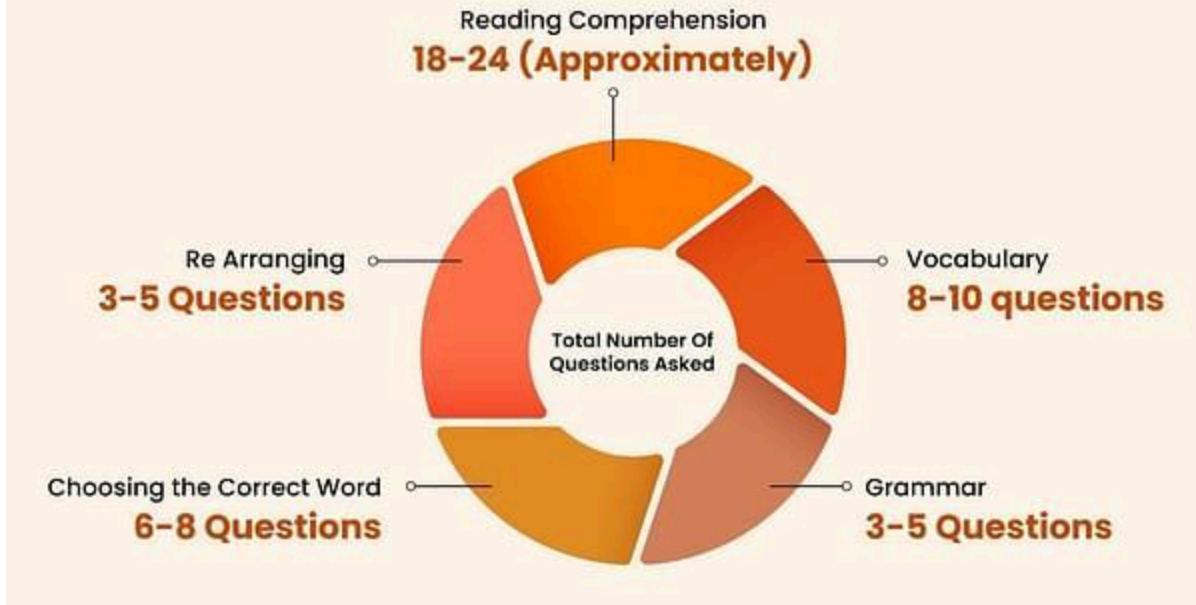 Reading Comprehension
18-24 (Approximately)
Re Arranging
3-5 Questions
Vocabulary
8-10 questions
Total Number Of
Questions Asked
Choosing the Correct Word
6-8 Questions
Grammar
3-5 Questions